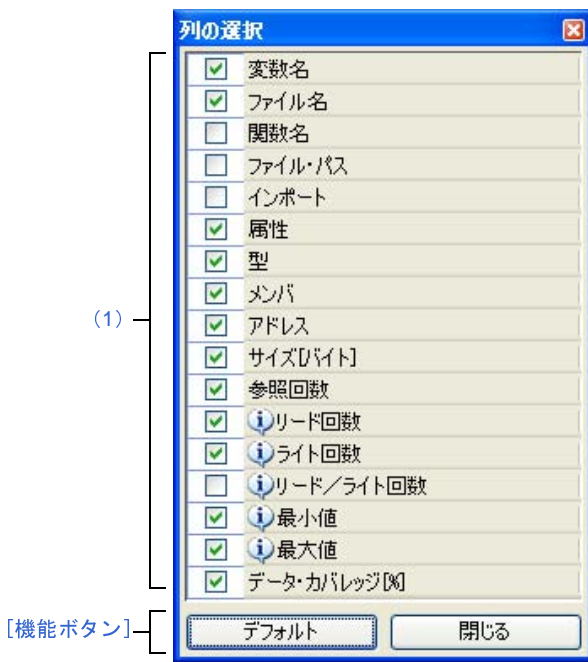 列の選択
変数名
ファイル名
関数名
ファイル・パス
インポート
属性
型
メンバ
(1)
アドレス
サイズ[バイト]
参照回数
リード回数
ライト回数
リード／ライト回数
最小値
最大値
データ・カバレッジ[%]
[機能ボタン]
デフォルト
閉じる